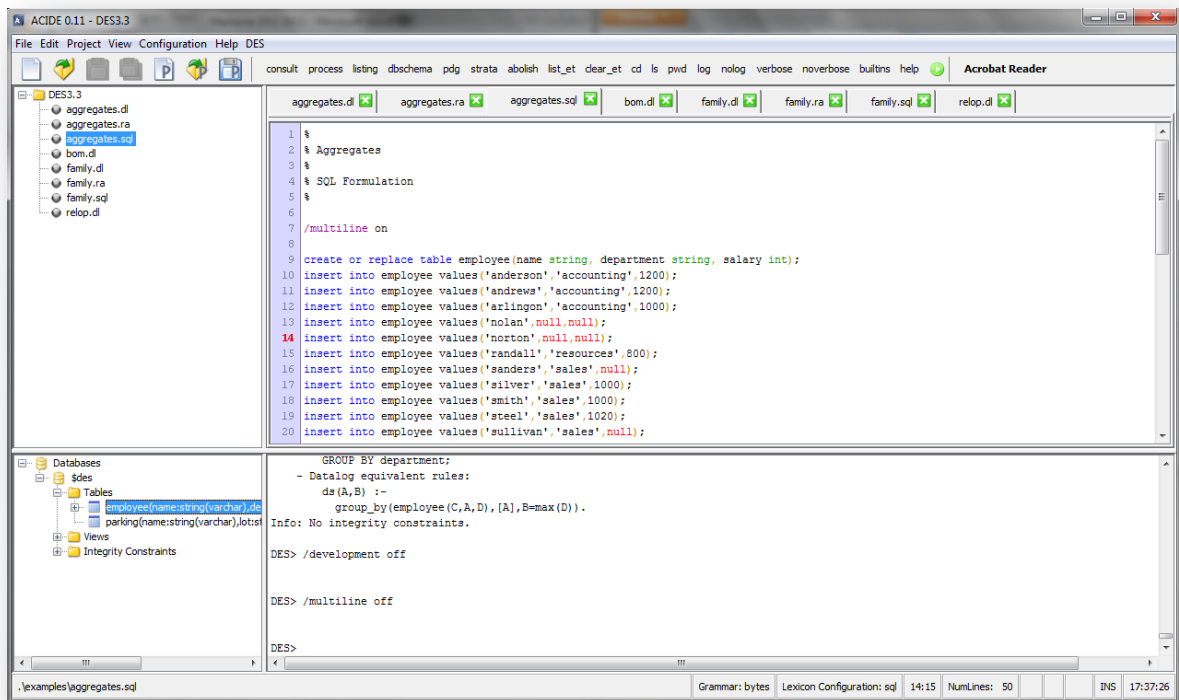 ACIDE 0.11 - DES3.3
File Edit Project View Configuration Help DES
consult process listing dbschema pdg strata abolish list_et clear_et cd ls pwd log nolog verbose noverbose builtins help Acrobat Reader
DES3.3
aggregates.dl
aggregates.ra
aggregates.sql
bom.dl
family.dl
family.ra
family.sql
relop.dl
aggregates.dl aggregates.ra aggregates.sql bom.dl family.dl family.ra family.sql relop.dl
1 %
2 % Aggregates
3 %
4 % SQL Formulation
5 %
6
7 /multiline on
8
9 create or replace table employee(name string, department string, salary int);
10 insert into employee values('anderson','accounting',1200);
11 insert into employee values('andrews','accounting',1200);
12 insert into employee values('arlingon','accounting',1000);
13 insert into employee values('nolan',null,null);
14 insert into employee values('norton',null,null);
15 insert into employee values('randall','resources',800);
16 insert into employee values('sanders','sales',null);
17 insert into employee values('silver','sales',1000);
18 insert into employee values('smith','sales',1000);
19 insert into employee values('steel','sales',1020);
20 insert into employee values('sullivan','sales',null);
Databases
$des
Tables
employee(name:string(varchar),de
parking(name:string(varchar),lot:st
Views
Integrity Constraints
GROUP BY department;
- Datalog equivalent rules:
ds(A,B) :-
group_by(employee(C,A,D),[A],B=max(D)).
Info: No integrity constraints.
DES> /development off
DES> /multiline off
DES>
.\examples\aggregates.sql Grammar: bytes Lexicon Configuration: sql 14:15 NumLines: 50 INS 17:37:26